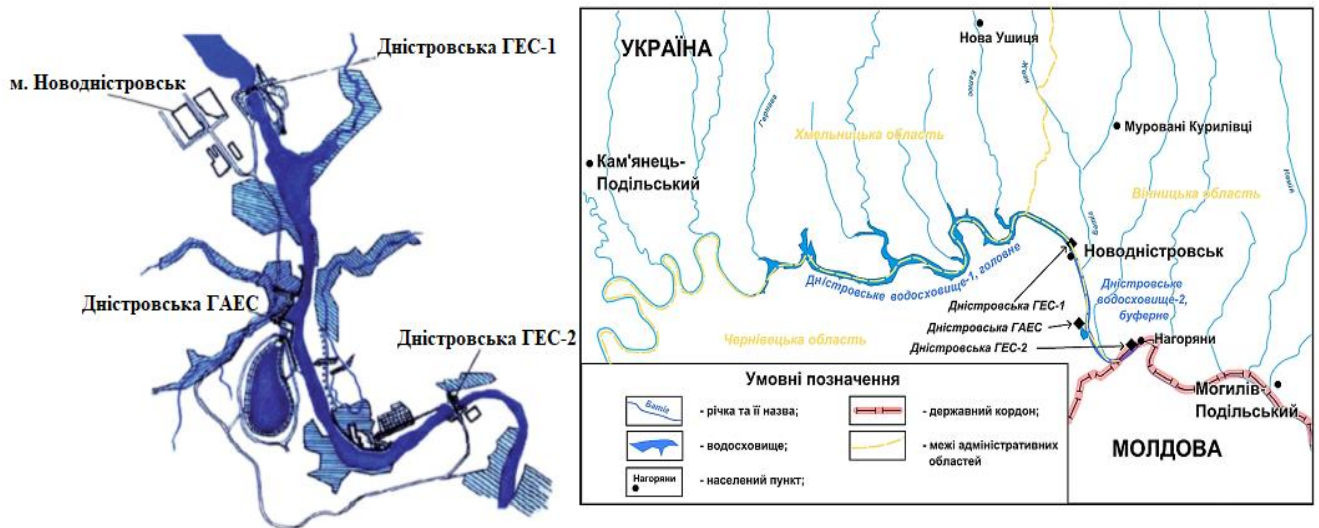 Дністровська ГЕС-1
м. Новодністровськ
Дністровська ГАЕС
Дністровська ГЕС-2
УКРАЇНА
Нова Ушиця
Жван
Хмельницька область
Муровані Курилівці
Кам'янець-
Подільський
Вінницька область
Новодністровськ
Дністровське водосховище-1, головне
Дністровське
водосховище-2,
буферне
Дністровська ГЕС-1
Дністровська ГАЕС
Чернівецька область
Дністровська ГЕС-2
Нагоряни
Могилів-
Подільський
МОЛДОВА
Умовні позначення
Батіг
- річка та її назва;
- державний кордон;
- водосховище;
- межі адміністративних
областей
Нагоряни
- населений пункт;